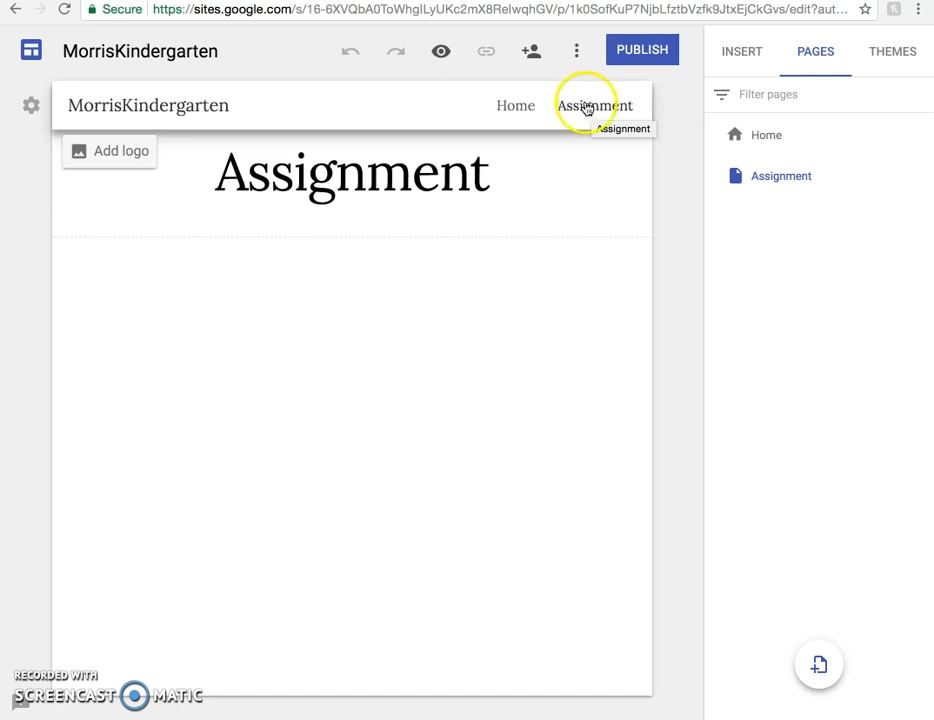 Secure https://sites.google.com/s/16-6XVQbA0ToWhgILyUKc2mX8ReIwqhGV/p/1k0SofKuP7NjbLfztbVzfk9JtxEjCkGvs/edit?aut...
MorrisKindergarten PUBLISH
INSERT PAGES THEMES
MorrisKindergarten Home Assignment
Assignment
Add logo
Assignment
Filter pages
Home
Assignment
RECORDED WITH
SCREENCAST MATIC